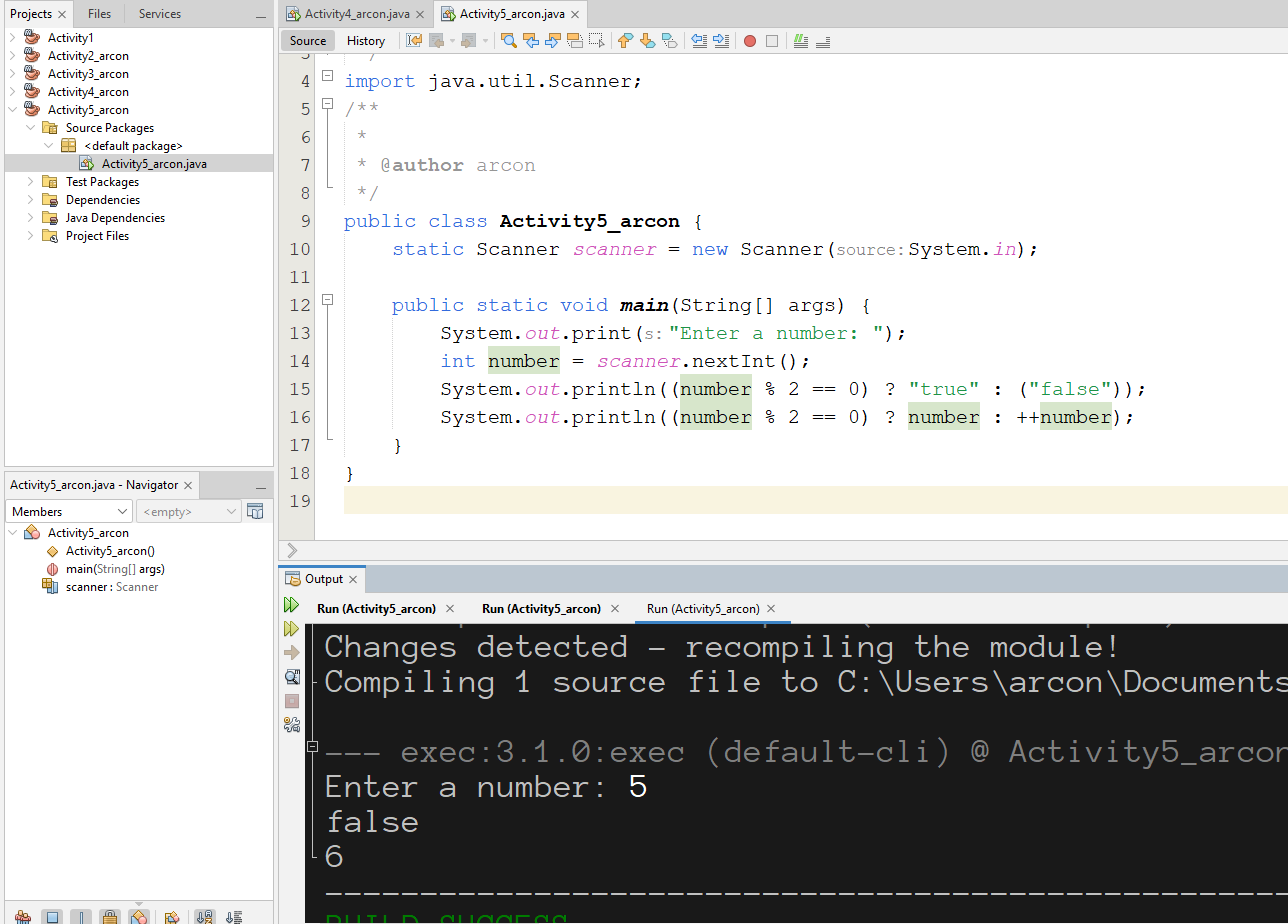 Projects Files Services
Activity1
Activity2_arcon
Activity3_arcon
Activity4_arcon
Activity5_arcon
Source Packages
<default package>
Activity5_arcon.java
Test Packages
Dependencies
Java Dependencies
Project Files
Activity5_arcon.java - Navigator
Members <empty>
Activity5_arcon
Activity5_arcon()
main(String[] args)
scanner : Scanner
Activity4_arcon.java Activity5_arcon.java
Source History
4 import java.util.Scanner;
5 /**
6 *
7 * @author arcon
8 */
9 public class Activity5_arcon {
10 static Scanner scanner = new Scanner(source:System.in);
11
12 public static void main(String[] args) {
13 System.out.print(s:"Enter a number: ");
14 int number = scanner.nextInt();
15 System.out.println((number % 2 == 0) ? "true" : ("false"));
16 System.out.println((number % 2 == 0) ? number : ++number);
17 }
18 }
19
Output
Run (Activity5_arcon) Run (Activity5_arcon) Run (Activity5_arcon)
Changes detected - recompiling the module!
Compiling 1 source file to C:\Users\arcon\Documents
--- exec:3.1.0:exec (default-cli) @ Activity5_arcon
Enter a number: 5
false
6
BUILD SUCCESS